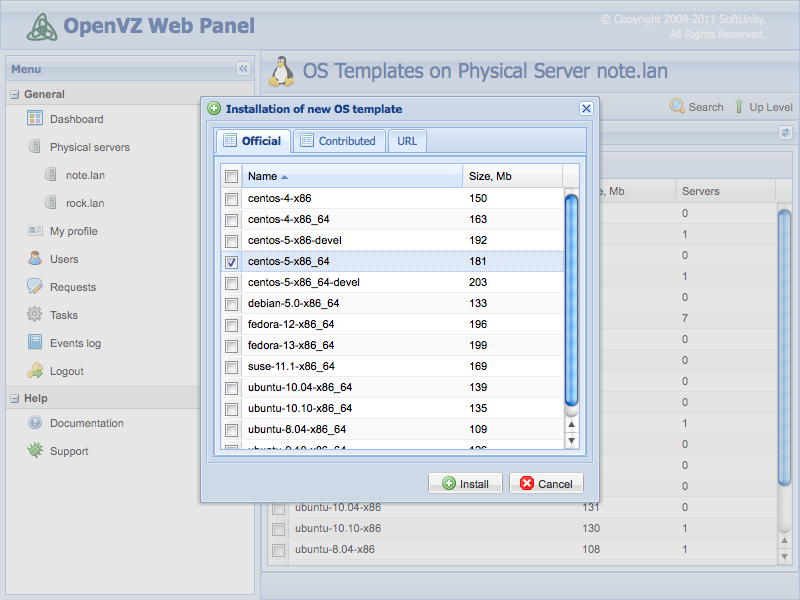 OpenVZ Web Panel
© Copyright 2008-2011 SoftUnity.
All Rights Reserved.
Menu
General
Dashboard
Physical servers
note.lan
rock.lan
My profile
Users
Requests
Tasks
Events log
Logout
Help
Documentation
Support
OS Templates on Physical Server note.lan
Search Up Level
Installation of new OS template
Official Contributed URL
Name Size, Mb
centos-4-x86 150
centos-4-x86_64 163
centos-5-x86-devel 192
centos-5-x86_64 181
centos-5-x86_64-devel 203
debian-5.0-x86_64 133
fedora-12-x86_64 196
fedora-13-x86_64 199
suse-11.1-x86_64 169
ubuntu-10.04-x86_64 139
ubuntu-10.10-x86_64 135
ubuntu-8.04-x86_64 109
Install Cancel
Mb Servers
0
1
0
1
0
7
0
0
0
0
1
0
0
0
ubuntu-10.04-x86 131 0
ubuntu-10.10-x86 130 1
ubuntu-8.04-x86 108 1